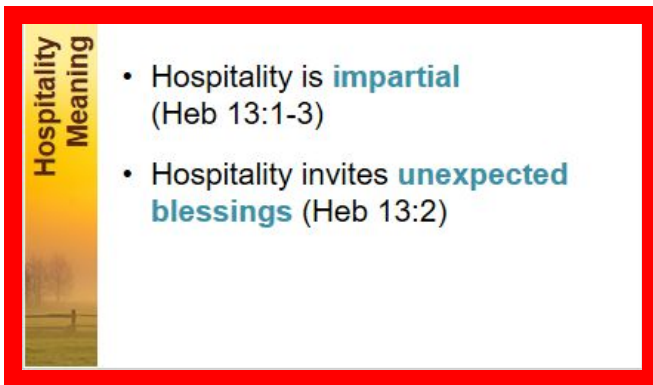 Hospitality
Meaning
• Hospitality is impartial
(Heb 13:1-3)
• Hospitality invites unexpected
blessings (Heb 13:2)